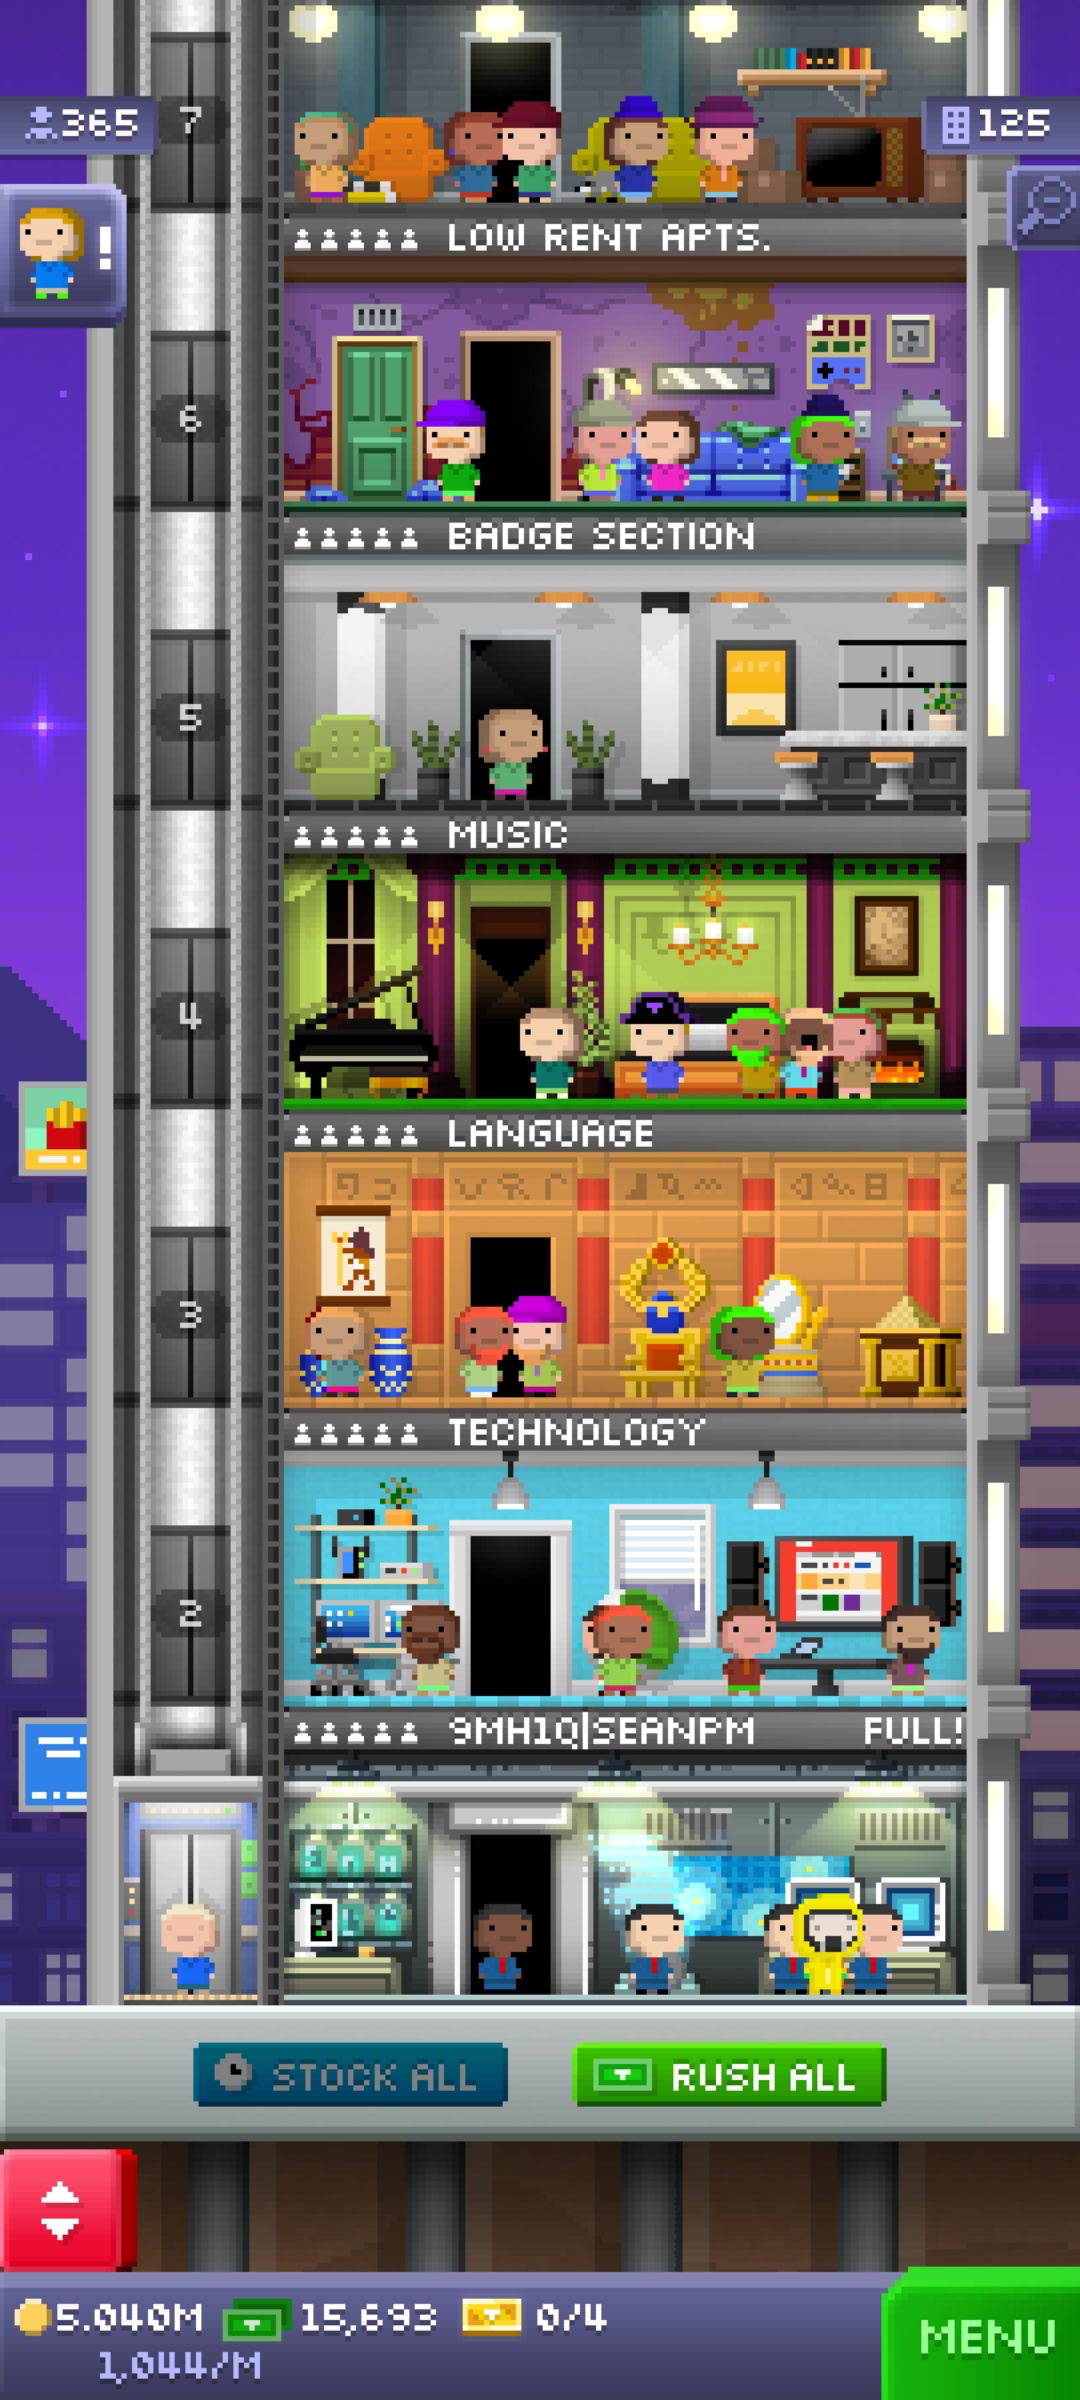 7
365
125
!
LOW RENT APTS.
6
BADGE SECTION
5
MUSIC
4
LANGUAGE
3
TECHNOLOGY
2
9MH1Q|SEANPM FULL!
STOCK ALL
RUSH ALL
5.040M 15,693 0/4
1,044/M
MENU